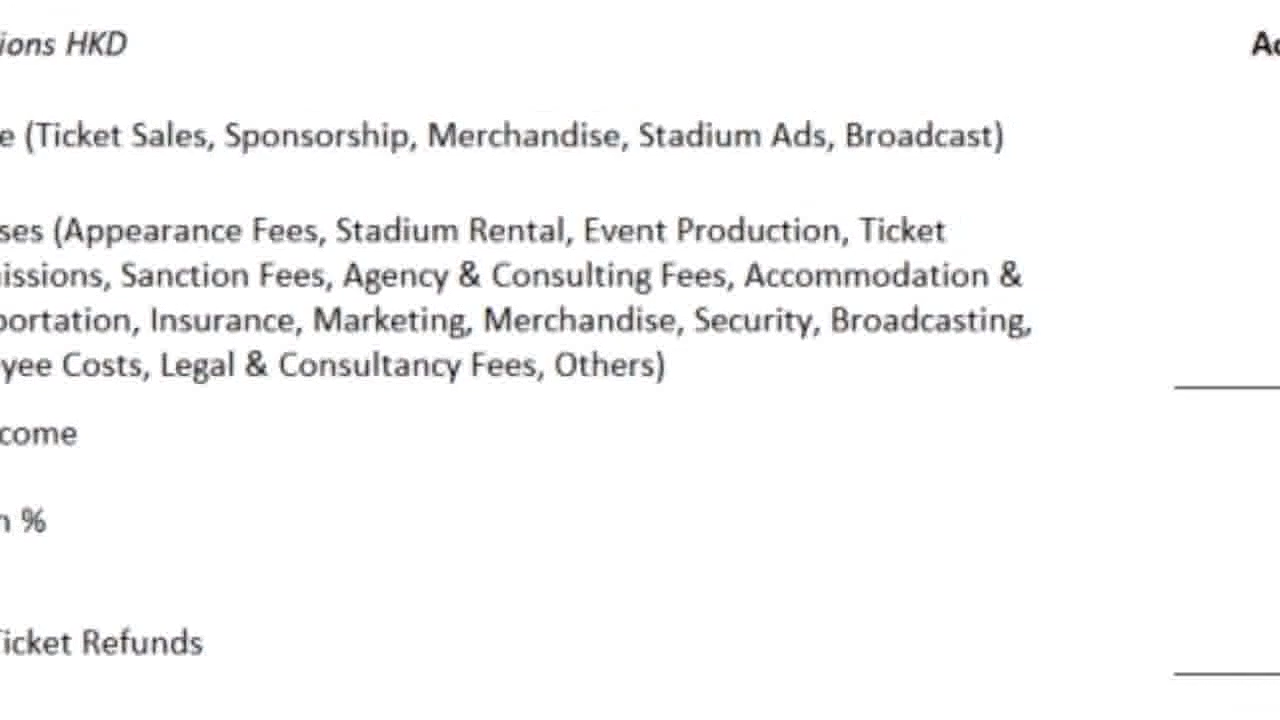 ions HKD
Ac
e (Ticket Sales, Sponsorship, Merchandise, Stadium Ads, Broadcast)
ses (Appearance Fees, Stadium Rental, Event Production, Ticket
issions, Sanction Fees, Agency & Consulting Fees, Accommodation &
portation, Insurance, Marketing, Merchandise, Security, Broadcasting,
yee Costs, Legal & Consultancy Fees, Others)
come
n %
Ticket Refunds